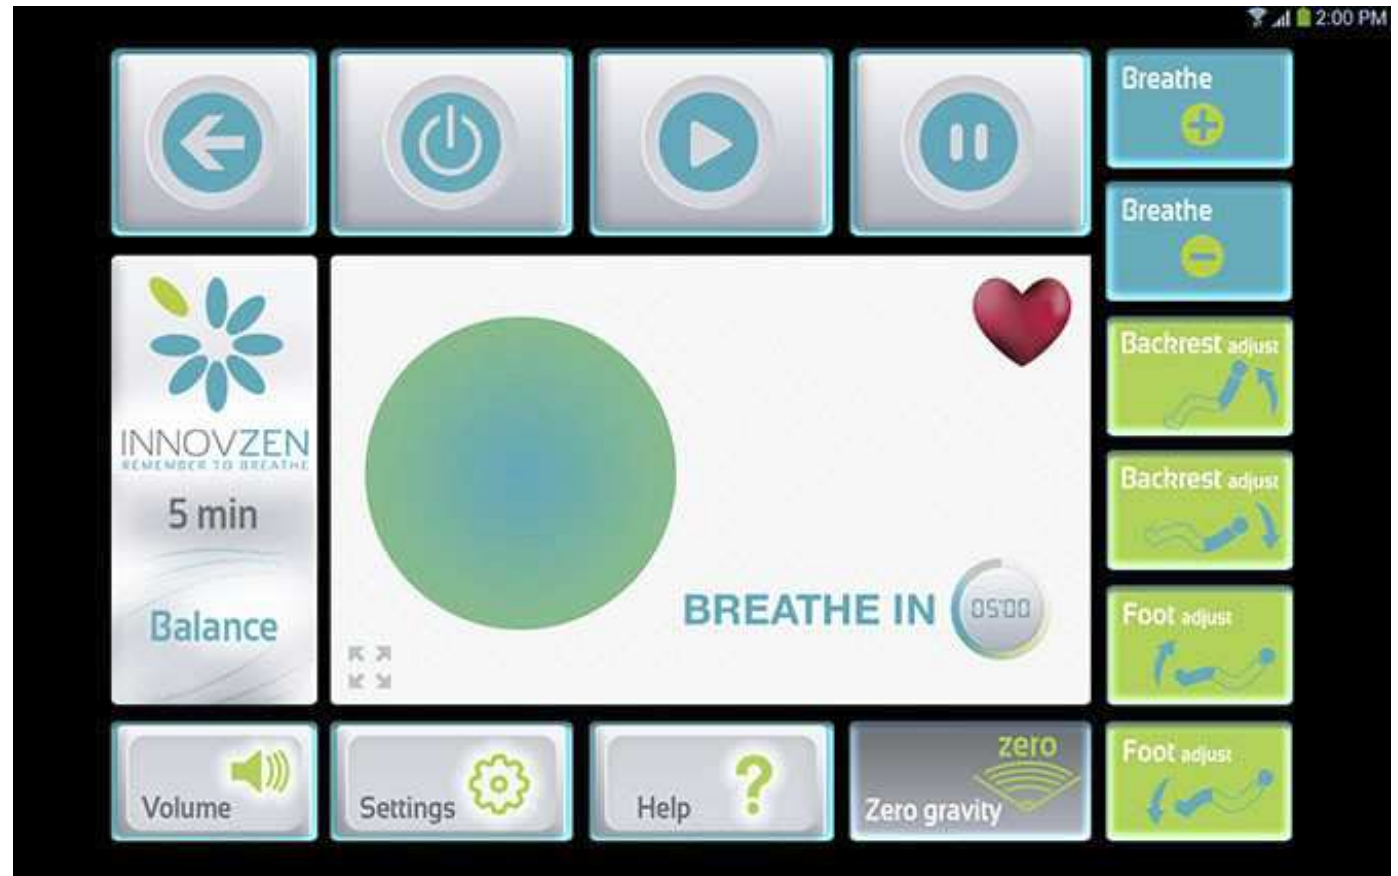 2:00 PM
Breathe
Breathe
INNOVZEN
REMEMBER TO BREATHE
5 min
Balance
BREATHE IN
05:00
Backrest adjust
Backrest adjust
Foot adjust
Foot adjust
Volume
Settings
Help
zero
Zero gravity